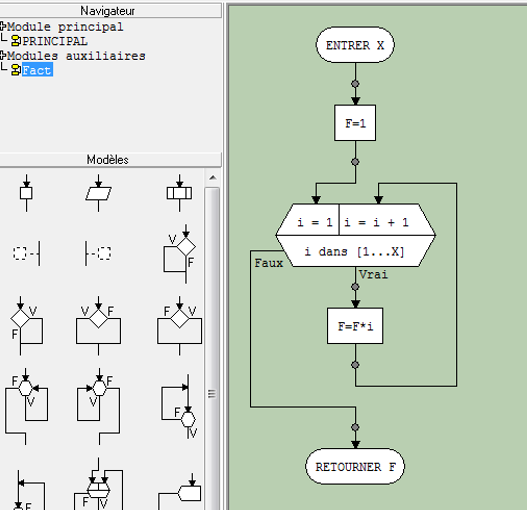 Navigateur
Module principal
PRINCIPAL
Modules auxiliaires
Fact
Modèles
V
F
V
F
F
V
F
V
F
V
F
V
F
V
F
F
V
ENTRER X
F=1
i = 1
i = i + 1
i dans [1...X]
Faux
Vrai
F=F*i
RETOURNER F